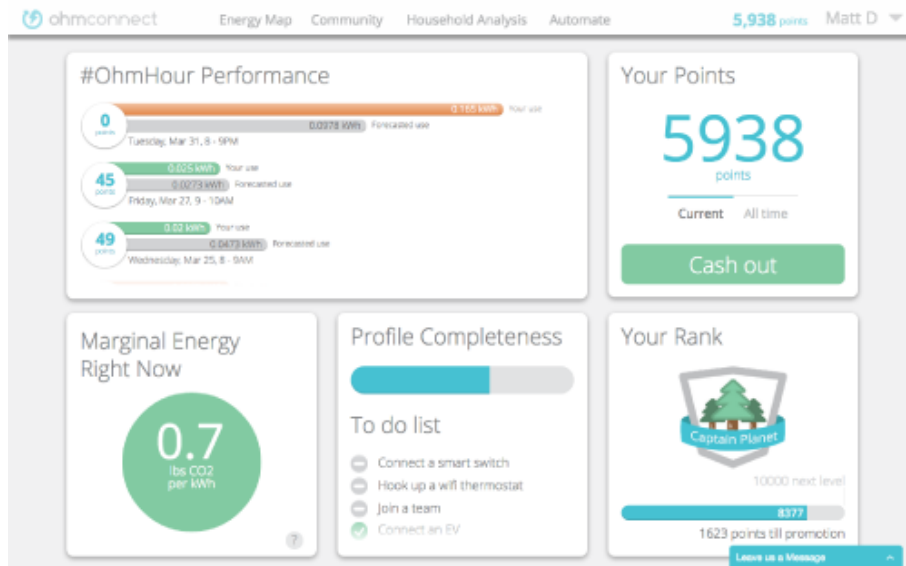 ohmconnect Energy Map Community Household Analysis Automate 5,938 points Matt D
#OhmHour Performance
0.165 kWh Your use
0 points
0.0978 kWh Forecasted use
Tuesday, Mar 31, 8 - 9PM
0.025 kWh Your use
45 points
0.0273 kWh Forecasted use
Friday, Mar 27, 9 - 10AM
0.02 kWh Your use
49 points
0.0473 kWh Forecasted use
Wednesday, Mar 25, 8 - 9AM
Your Points
5938
points
Current All time
Cash out
Marginal Energy
Right Now
0.7
lbs CO2
per kWh
?
Profile Completeness
To do list
Connect a smart switch
Hook up a wifi thermostat
Join a team
Connect an EV
Your Rank
Captain Planet
10000 next level
8377
1623 points till promotion
Leave us a Message